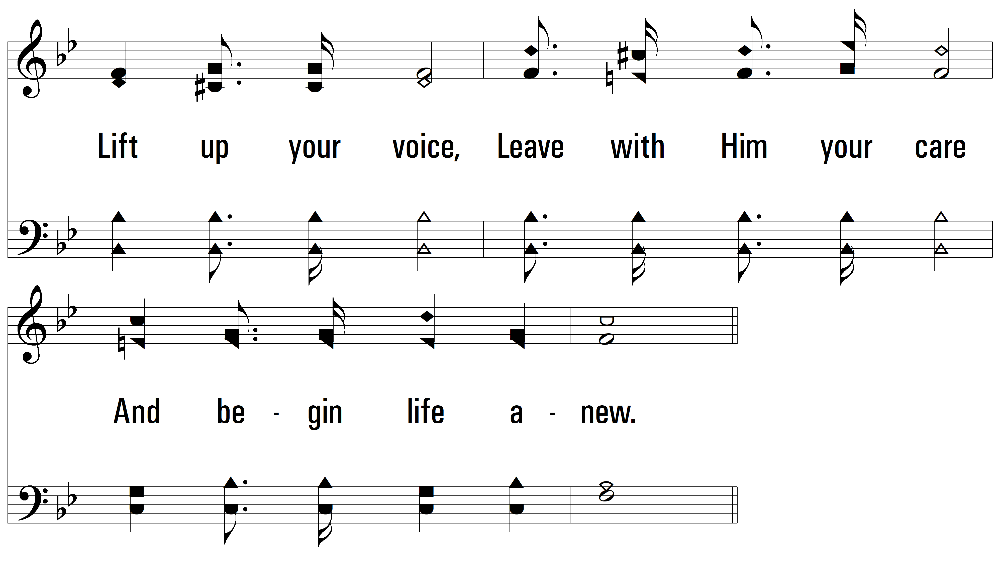 Lift up your voice, Leave with Him your care
And be - gin life a - new.